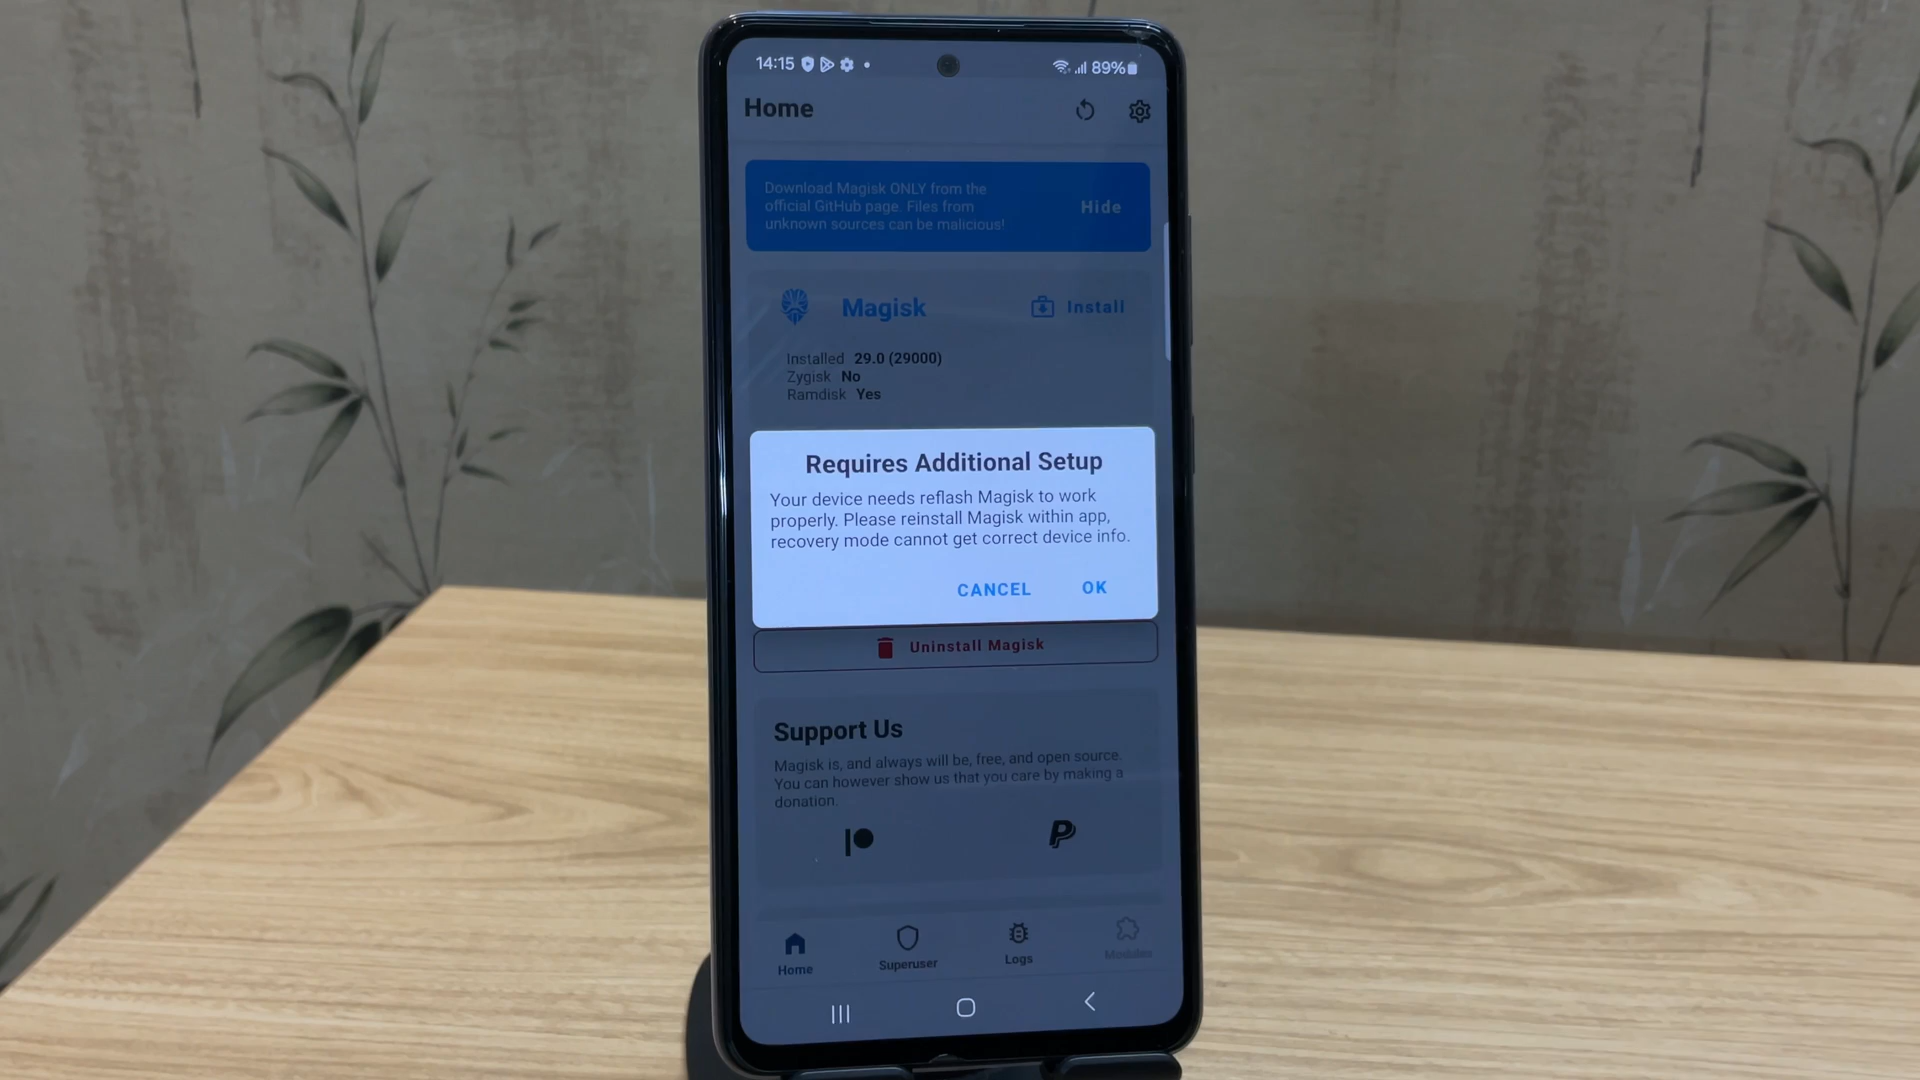 14:15
89%
Home
Download Magisk ONLY from the
official GitHub page. Files from
unknown sources can be malicious!
Hide
Magisk
Install
Installed 29.0 (29000)
Zygisk No
Ramdisk Yes
Requires Additional Setup
Your device needs reflash Magisk to work
properly. Please reinstall Magisk within app,
recovery mode cannot get correct device info.
CANCEL OK
Uninstall Magisk
Support Us
Magisk is, and always will be, free, and open source.
You can however show us that you care by making a
donation.
Home
Superuser
Logs
Modules